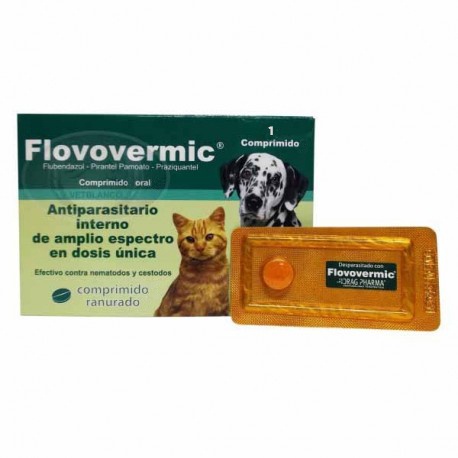 Flovovermic®
Flubendazol - Pirantel Pamoato - Praziquantel
Comprimido oral
1
Comprimido
Antiparasitario
interno
de amplio espectro
en dosis única
Efectivo contra nematodos y cestodos
comprimido
ranurado
Desparasitado con
Flovovermic®
DRAG PHARMA